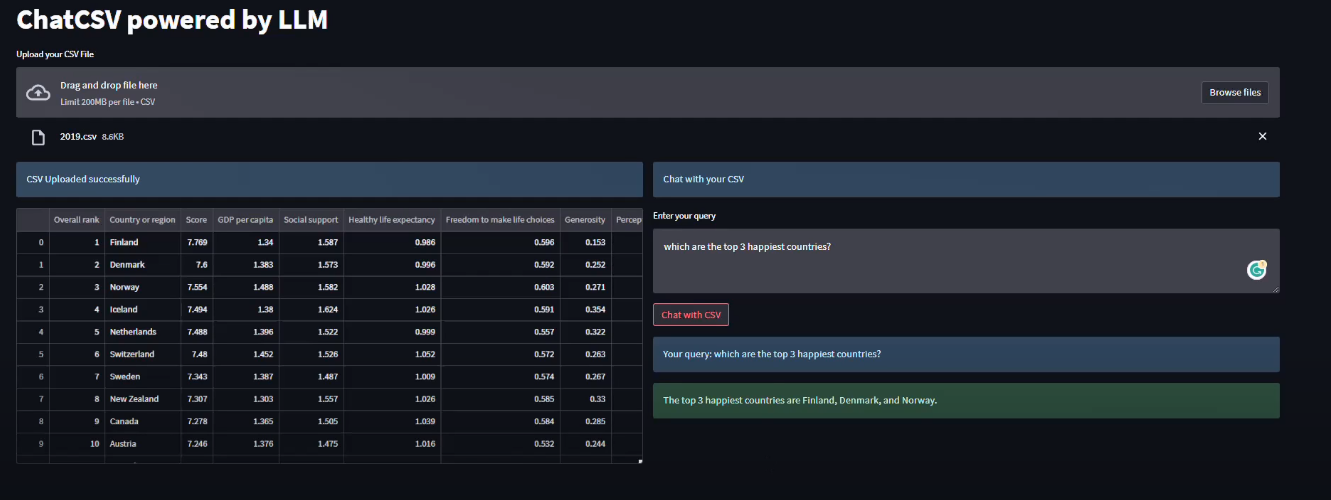 ChatCSV powered by LLM
Upload your CSV File
Drag and drop file here
Limit 200MB per file • CSV
Browse files
2019.csv 8.6KB
CSV Uploaded successfully
Overall rank Country or region Score GDP per capita Social support Healthy life expectancy Freedom to make life choices Generosity Percep
0 1 Finland 7.769 1.34 1.587 0.986 0.596 0.153
1 2 Denmark 7.6 1.383 1.573 0.996 0.592 0.252
2 3 Norway 7.554 1.488 1.582 1.028 0.603 0.271
3 4 Iceland 7.494 1.38 1.624 1.026 0.591 0.354
4 5 Netherlands 7.488 1.396 1.522 0.999 0.557 0.322
5 6 Switzerland 7.48 1.452 1.526 1.052 0.572 0.263
6 7 Sweden 7.343 1.387 1.487 1.009 0.574 0.267
7 8 New Zealand 7.307 1.303 1.557 1.026 0.585 0.33
8 9 Canada 7.278 1.365 1.505 1.039 0.584 0.285
9 10 Austria 7.246 1.376 1.475 1.016 0.532 0.244
Chat with your CSV
Enter your query
which are the top 3 happiest countries?
Chat with CSV
Your query: which are the top 3 happiest countries?
The top 3 happiest countries are Finland, Denmark, and Norway.